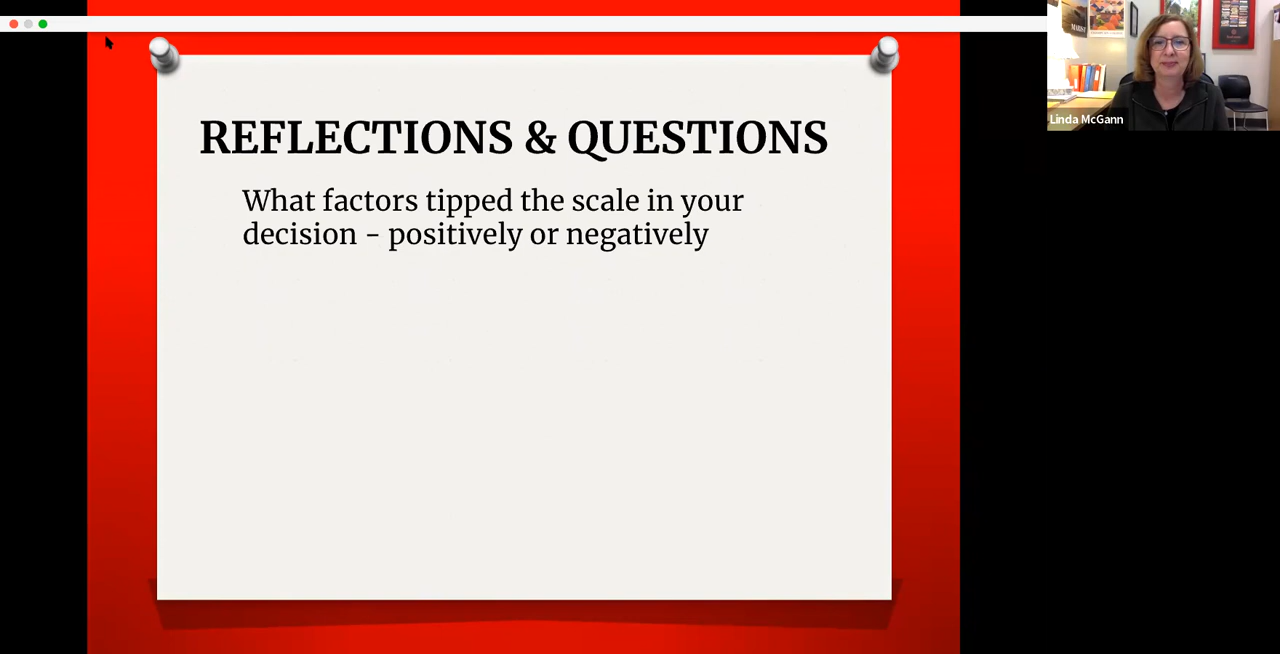 REFLECTIONS & QUESTIONS
What factors tipped the scale in your
decision - positively or negatively
Linda McGann